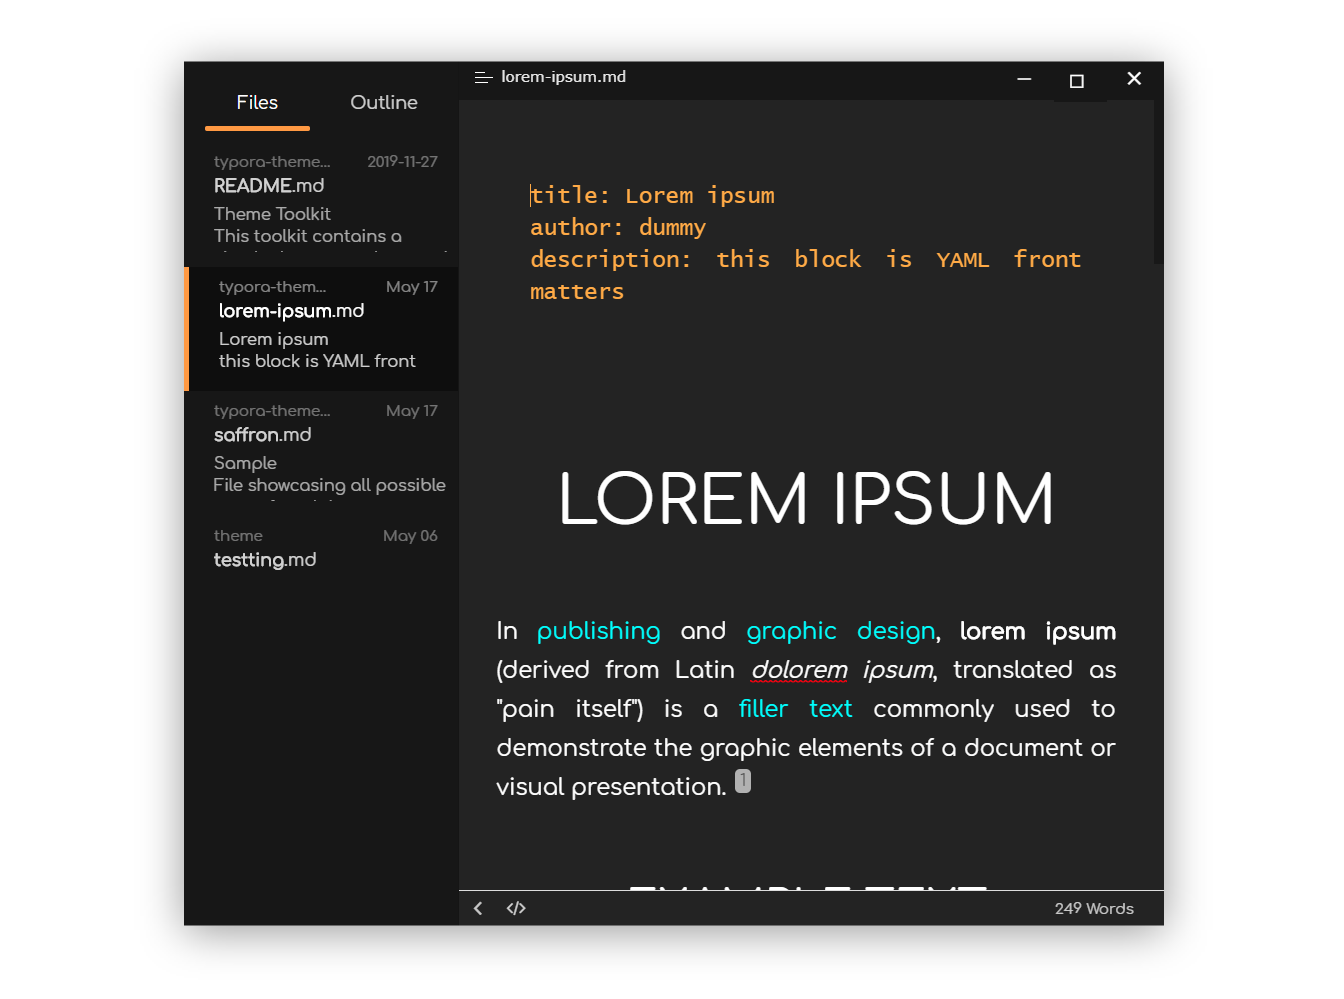 Files Outline
typora-theme... 2019-11-27
README.md
Theme Toolkit
This toolkit contains a
typora-them... May 17
lorem-ipsum.md
Lorem ipsum
this block is YAML front
typora-theme... May 17
saffron.md
Sample
File showcasing all possible
theme May 06
testting.md
lorem-ipsum.md
title: Lorem ipsum
author: dummy
description: this block is YAML front
matters
LOREM IPSUM
In publishing and graphic design, lorem ipsum
(derived from Latin dolorem ipsum, translated as
"pain itself") is a filler text commonly used to
demonstrate the graphic elements of a document or
visual presentation. 1
249 Words